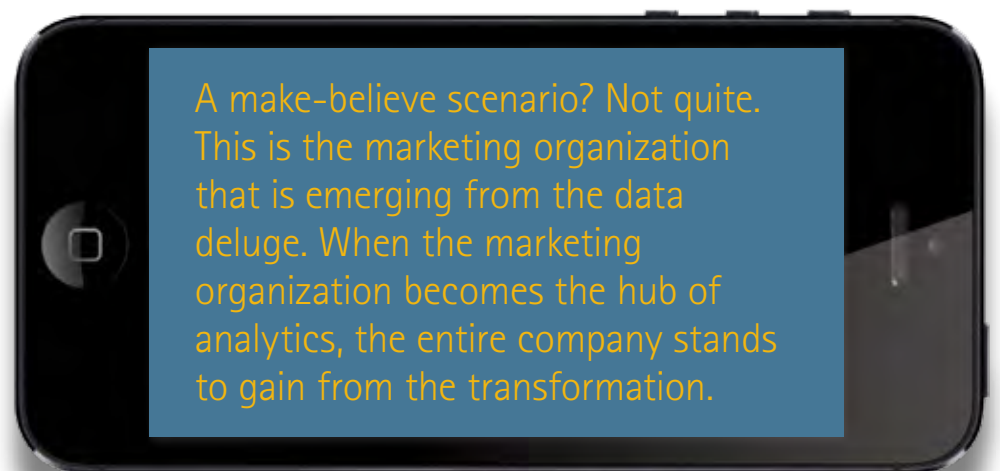 A make-believe scenario? Not quite.
This is the marketing organization
that is emerging from the data
deluge. When the marketing
organization becomes the hub of
analytics, the entire company stands
to gain from the transformation.